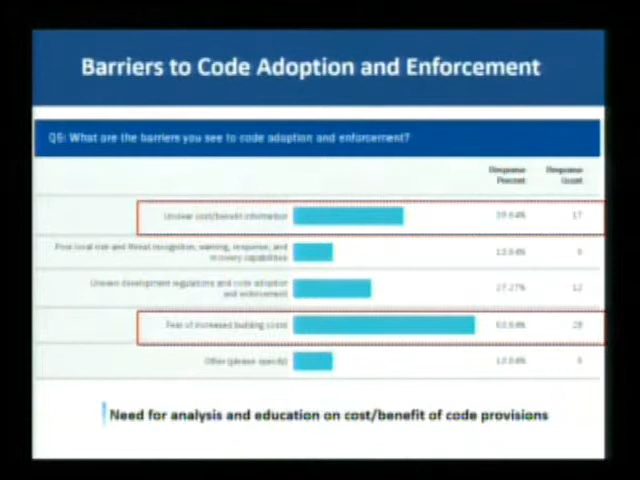 Barriers to Code Adoption and Enforcement
Q5: What are the barriers you see to code adoption and enforcement?
Response Response
Percent Count
Unclear cost/benefit information 17
Poor local risk and threat recognition, warning, response, and
recovery capabilities
Uneven development regulations and code adoption 27.27% 12
and enforcement
Fear of increased building costs 28
Other (please specify)
Need for analysis and education on cost/benefit of code provisions